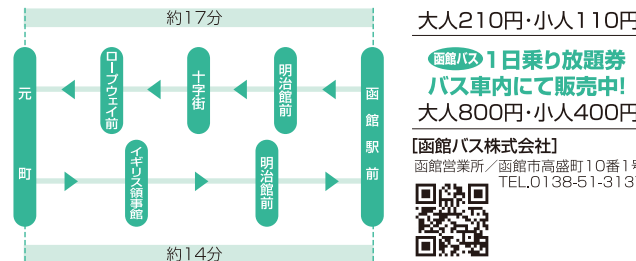 約17分
元町
ロープウェイ前
十字街
明治館前
函館駅前
イギリス領事館
明治館前
約14分
大人210円・小人110円
函館バス 1日乗り放題券
バス車内にて販売中!
大人800円・小人400円
[函館バス株式会社]
函館営業所/函館市高盛町10番1号
TEL.0138-51-313